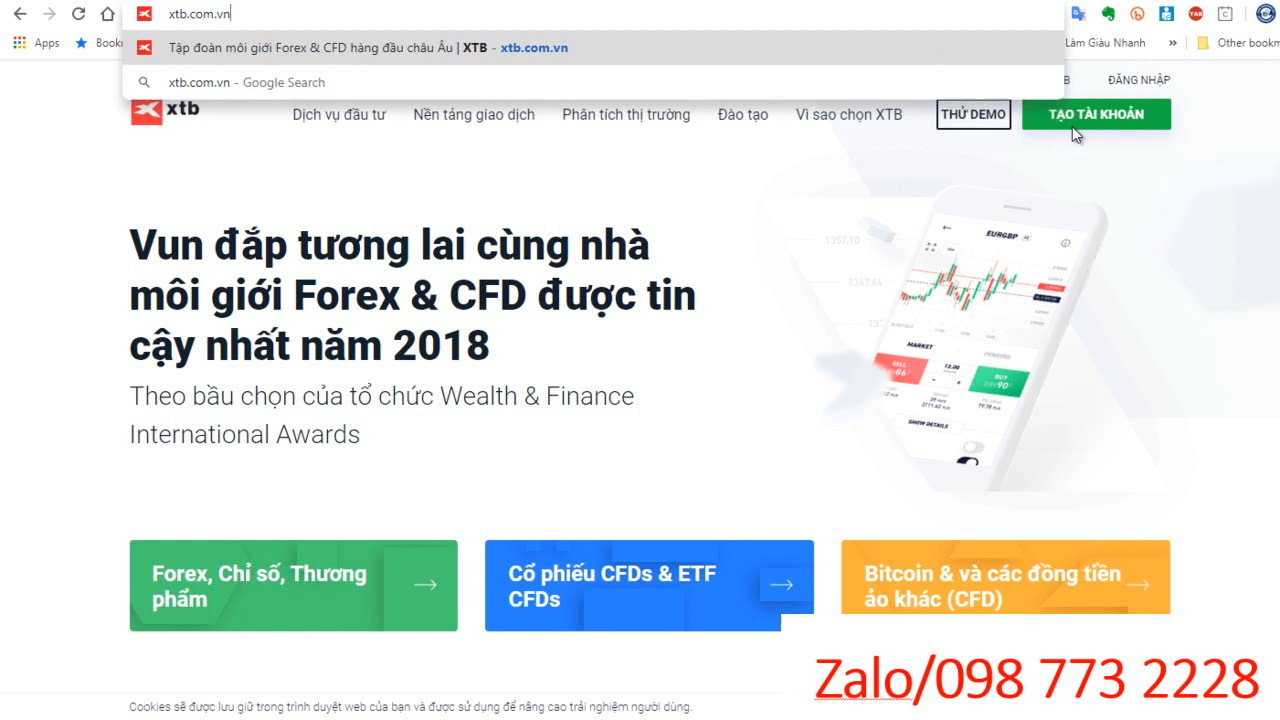 xtb.com.vn
Apps
Làm Giàu Nhanh
»
Other bookm
Tập đoàn môi giới Forex & CFD hàng đầu châu Âu | XTB - xtb.com.vn
xtb.com.vn - Google Search
ĐĂNG NHẬP
xtb
Dịch vụ đầu tư
Nền tảng giao dịch
Phân tích thị trường
Đào tạo
Vì sao chọn XTB
THỬ DEMO
TẠO TÀI KHOẢN
Vun đắp tương lai cùng nhà
môi giới Forex & CFD được tin
cậy nhất năm 2018
Theo bầu chọn của tổ chức Wealth & Finance
International Awards
1357.10
1347.64
EURGBP
MARKET
PENDING
SELL
BUY
12.00
SHOW DETAILS
Forex, Chỉ số, Thương
phẩm
Cổ phiếu CFDs & ETF
CFDs
Bitcoin & và các đồng tiền
ảo khác (CFD)
Zalo/098 773 2228
Cookies sẽ được lưu giữ trong trình duyệt web của bạn và được sử dụng để nâng cao trải nghiệm người dùng.